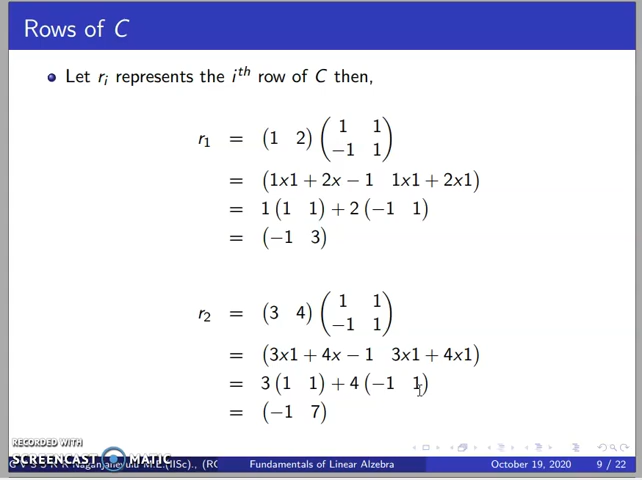 Rows of C
Let r_i represents the i^th row of C then,
r_1 = (1 2) (1 1
−1 1)
= (1x1 + 2x − 1 1x1 + 2x1)
= 1 (1 1) + 2 (−1 1)
= (−1 3)
r_2 = (3 4) (1 1
−1 1)
= (3x1 + 4x − 1 3x1 + 4x1)
= 3 (1 1) + 4 (−1 1)
= (−1 7)
RECORDED WITH
SCREENCAST MATIC
M.E.(IISc)., (RC Fundamentals of Linear Alzebra October 19, 2020 9 / 22